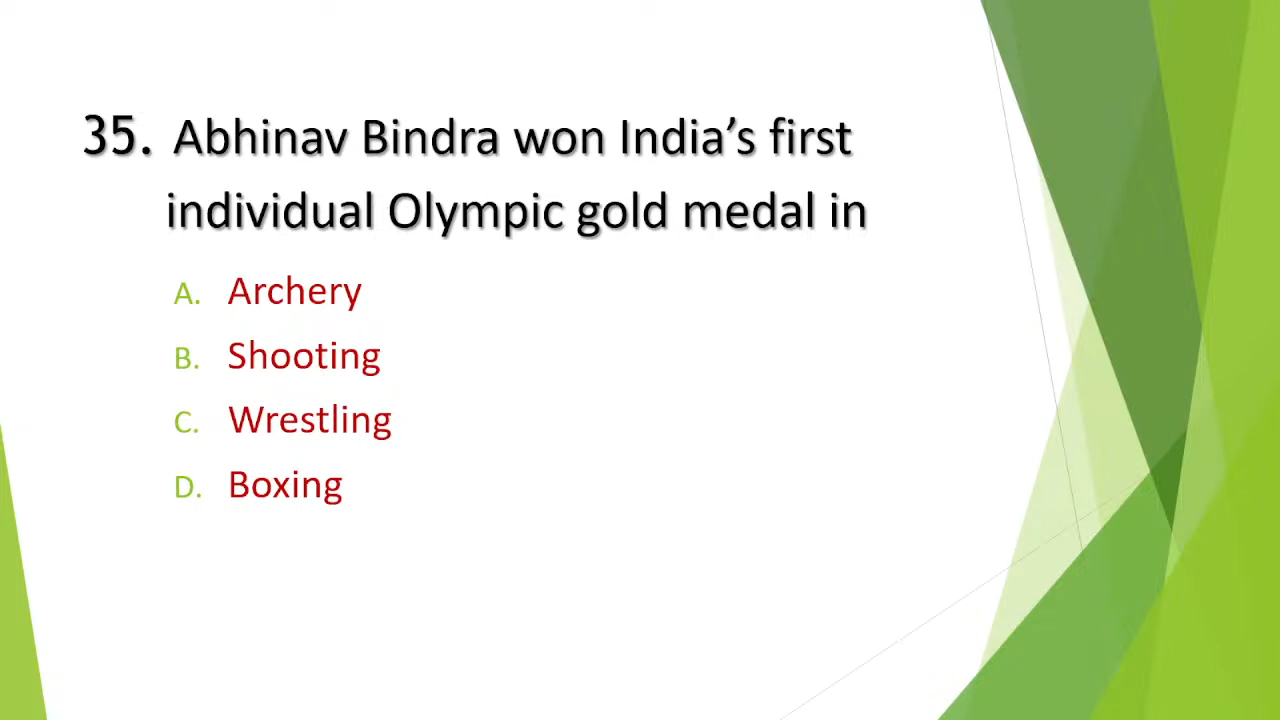 35. Abhinav Bindra won India’s first
individual Olympic gold medal in
A. Archery
B. Shooting
C. Wrestling
D. Boxing